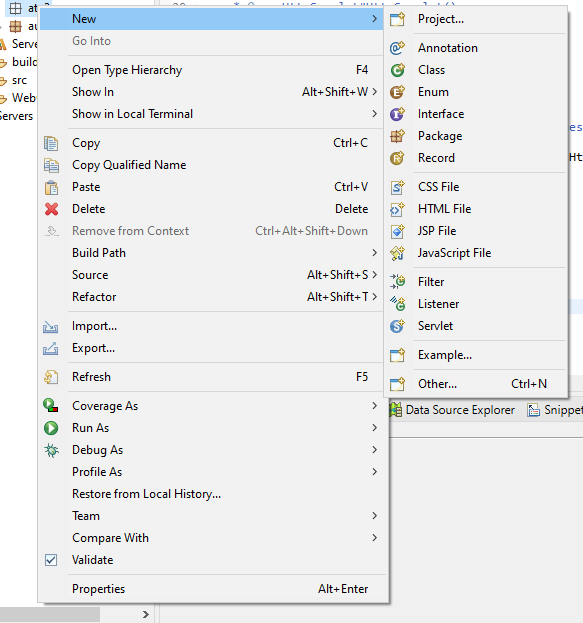 New
Go Into
Open Type Hierarchy F4
Show In Alt+Shift+W
Show in Local Terminal
Copy Ctrl+C
Copy Qualified Name
Paste Ctrl+V
Delete Delete
Remove from Context Ctrl+Alt+Shift+Down
Build Path
Source Alt+Shift+S
Refactor Alt+Shift+T
Import...
Export...
Refresh F5
Coverage As
Run As
Debug As
Profile As
Restore from Local History...
Team
Compare With
Validate
Properties Alt+Enter
Project...
Annotation
Class
Enum
Interface
Package
Record
CSS File
HTML File
JSP File
JavaScript File
Filter
Listener
Servlet
Example...
Other... Ctrl+N
au
Serve
build
src
Web
Servers
es
Ht
Data Source Explorer
Snippet